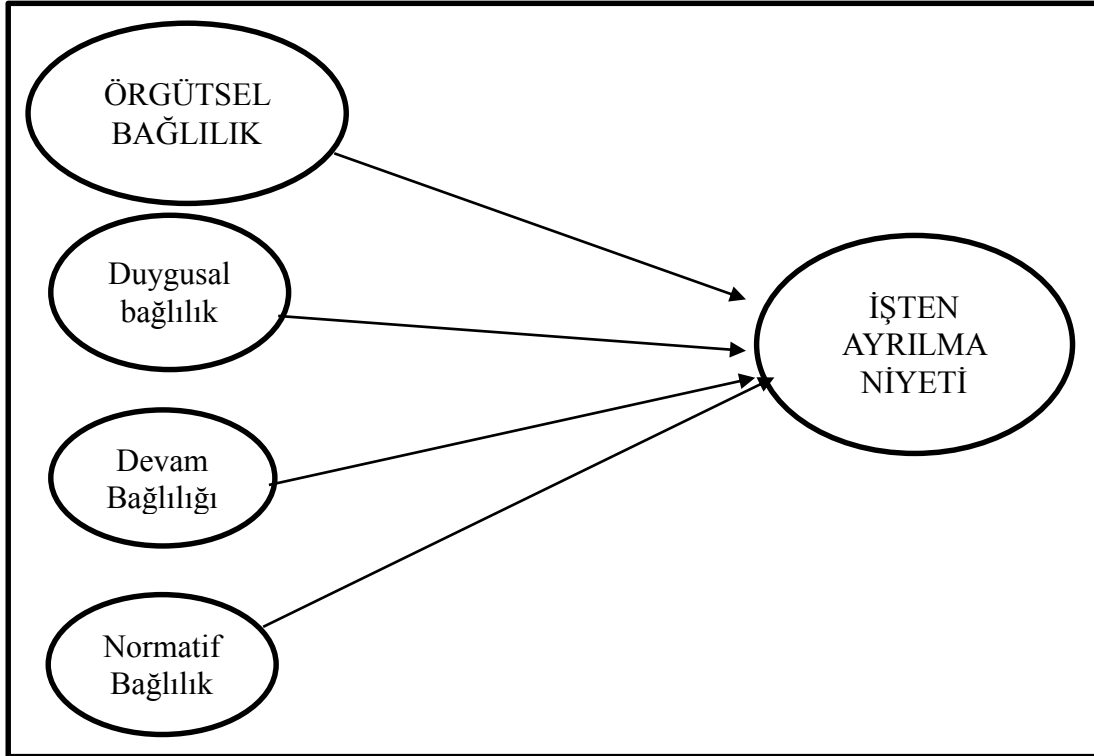 ÖRGÜTSEL
BAĞLILIK
Duygusal
bağlılık
Devam
Bağlılığı
Normatif
Bağlılık
İŞTEN
AYRILMA
NİYETİ